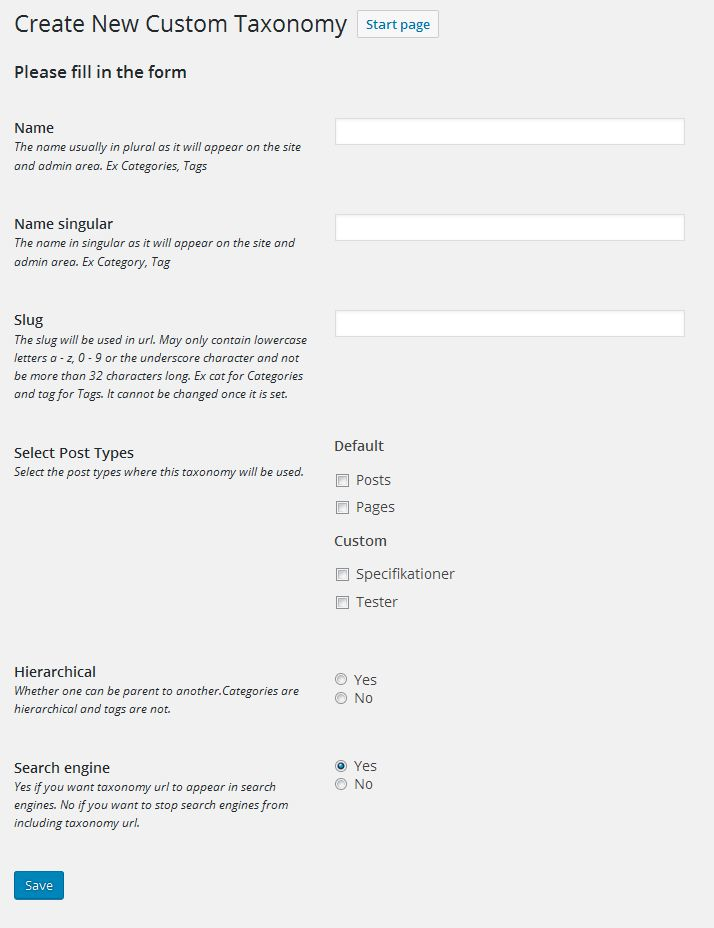 Create New Custom Taxonomy
Start page
Please fill in the form
Name
The name usually in plural as it will appear on the site
and admin area. Ex Categories, Tags
Name singular
The name in singular as it will appear on the site and
admin area. Ex Category, Tag
Slug
The slug will be used in url. May only contain lowercase
letters a - z, 0 - 9 or the underscore character and not
be more than 32 characters long. Ex cat for Categories
and tag for Tags. It cannot be changed once it is set.
Select Post Types
Select the post types where this taxonomy will be used.
Default
Posts
Pages
Custom
Specifikationer
Tester
Hierarchical
Whether one can be parent to another.Categories are
hierarchical and tags are not.
Yes
No
Search engine
Yes if you want taxonomy url to appear in search
engines. No if you want to stop search engines from
including taxonomy url.
Yes
No
Save